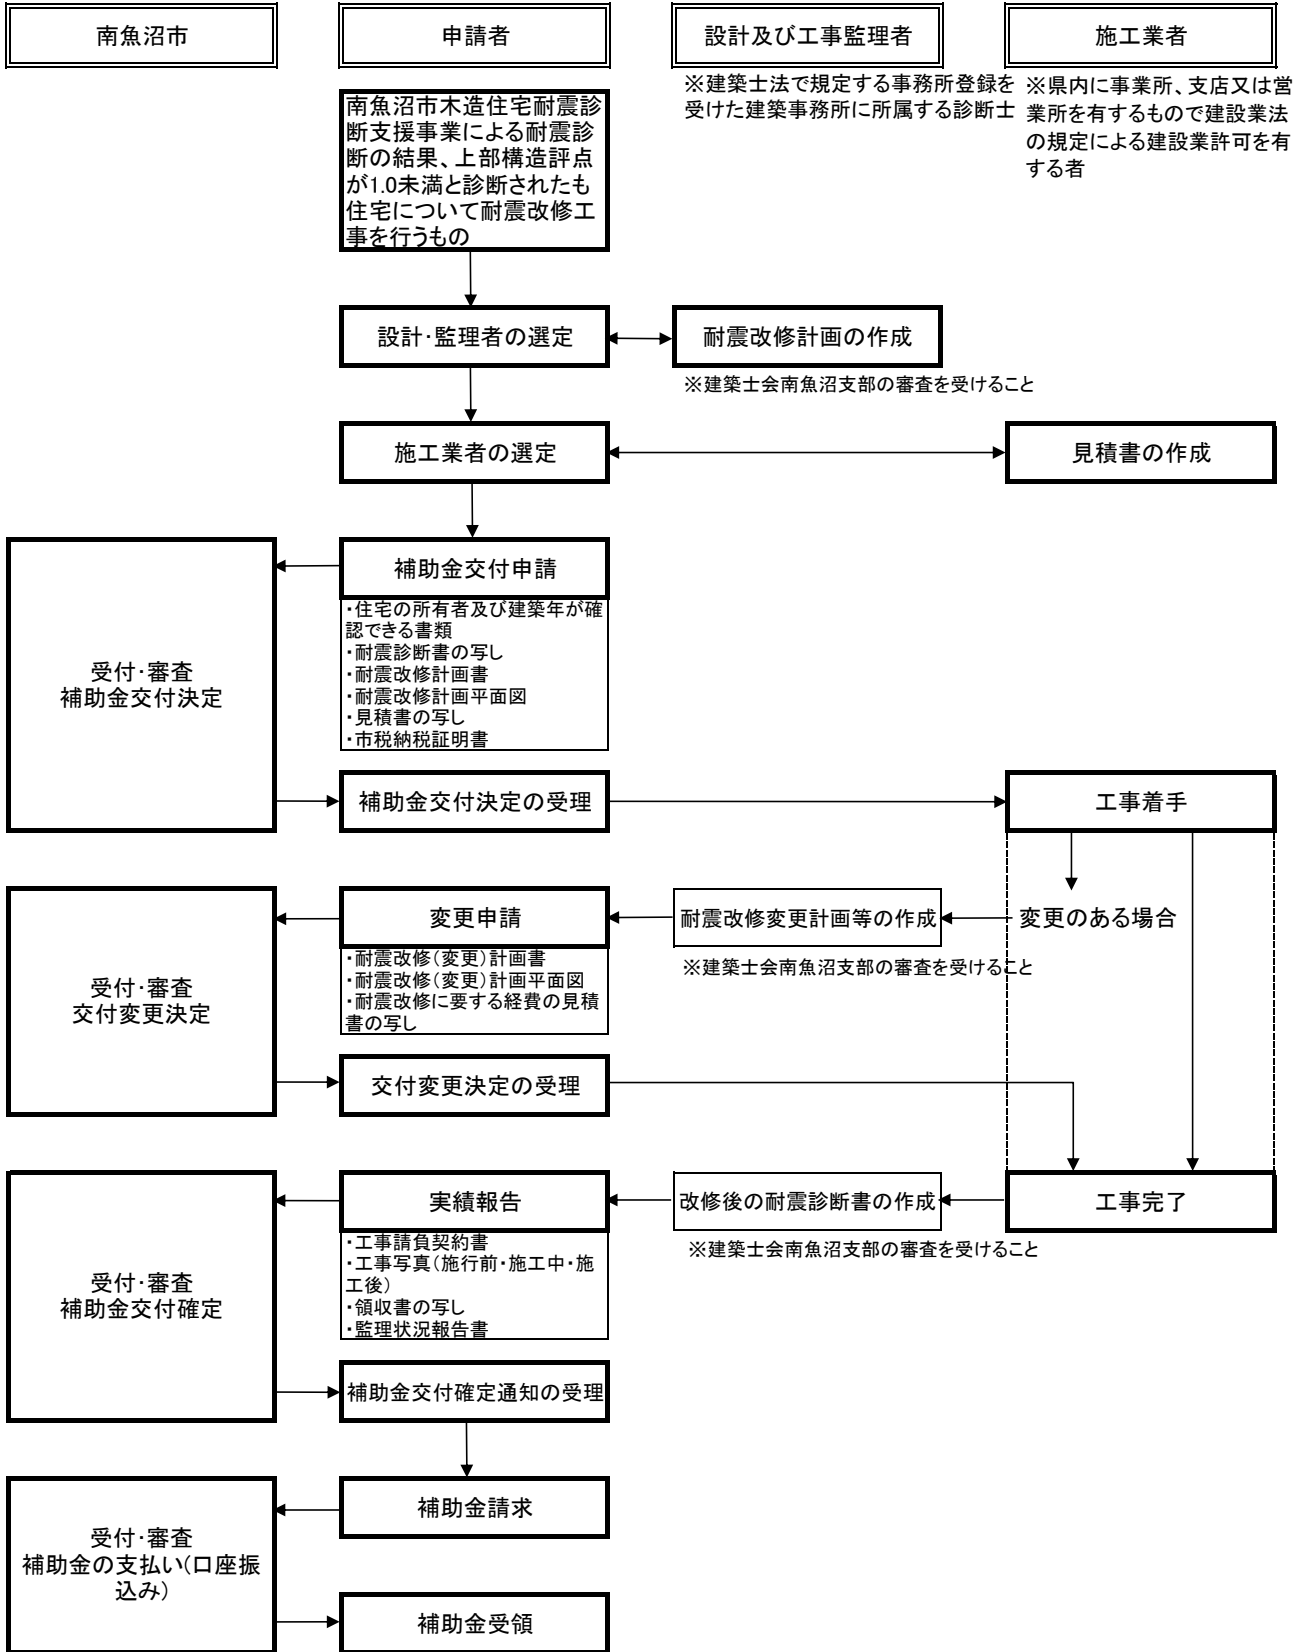 南魚沼市
申請者
設計及び工事監理者
施工業者
※建築士法で規定する事務所登録を
受けた建築事務所に所属する診断士
※県内に事業所、支店又は営
業所を有するもので建設業法
の規定による建設業許可を有
する者
南魚沼市木造住宅耐震診
断支援事業による耐震診
断の結果、上部構造評点
が1.0未満と診断されたも
住宅について耐震改修工
事を行うもの
設計・監理者の選定
耐震改修計画の作成
※建築士会南魚沼支部の審査を受けること
施工業者の選定
見積書の作成
補助金交付申請
・住宅の所有者及び建築年が確
認できる書類
・耐震診断書の写し
・耐震改修計画書
・耐震改修計画平面図
・見積書の写し
・市税納税証明書
受付・審査
補助金交付決定
補助金交付決定の受理
工事着手
変更申請
耐震改修変更計画等の作成
変更のある場合
※建築士会南魚沼支部の審査を受けること
・耐震改修（変更）計画書
・耐震改修（変更）計画平面図
・耐震改修に要する経費の見積
書の写し
受付・審査
交付変更決定
交付変更決定の受理
実績報告
改修後の耐震診断書の作成
工事完了
※建築士会南魚沼支部の審査を受けること
・工事請負契約書
・工事写真（施行前・施工中・施
工後）
・領収書の写し
・監理状況報告書
受付・審査
補助金交付確定
補助金交付確定通知の受理
補助金請求
受付・審査
補助金の支払い(口座振
込み）
補助金受領